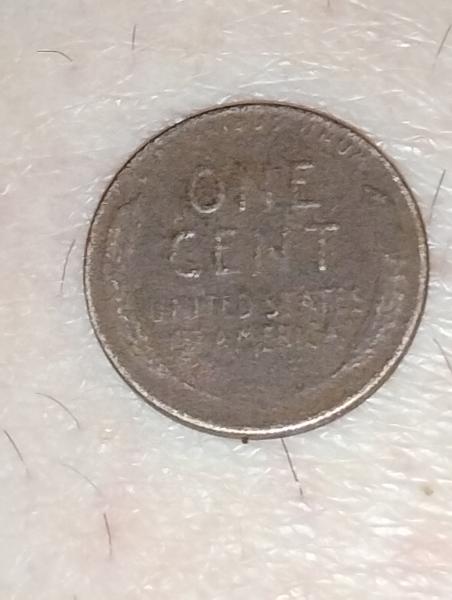 ONE
CENT
UNITED STATES
OF AMERICA